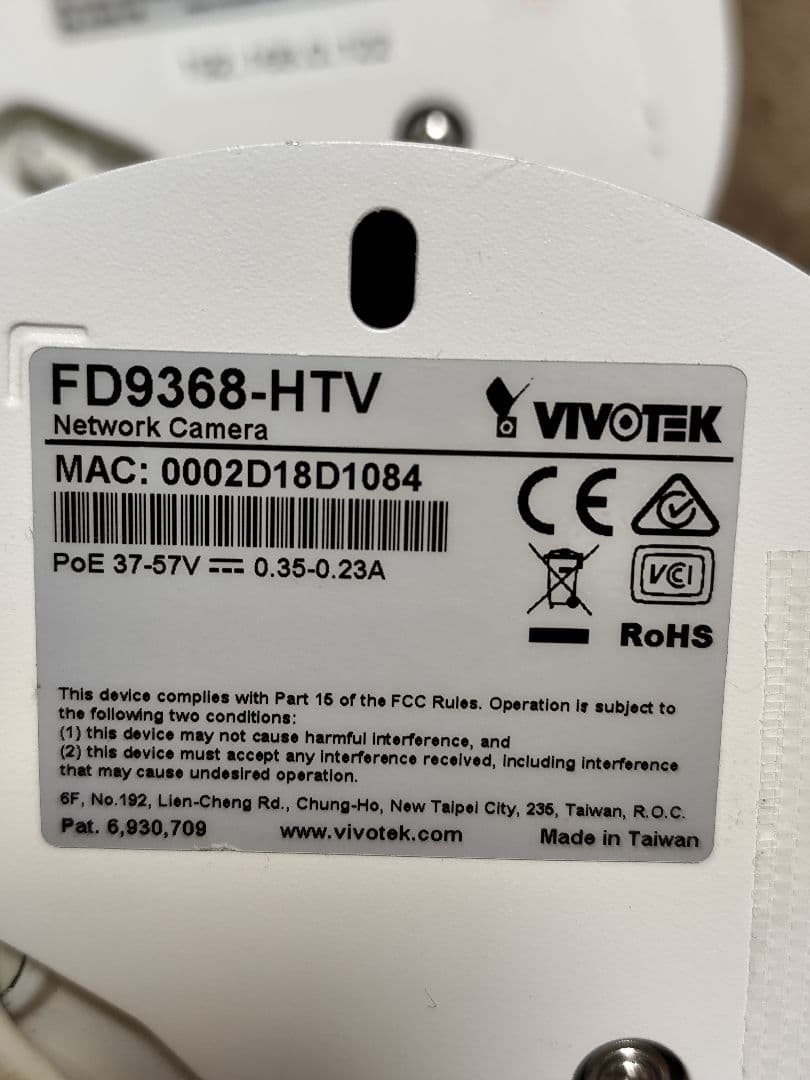 FD9368-HTV
Network Camera
VIVOTEK
MAC: 0002D18D1084
PoE 37-57V ⎓ 0.35-0.23A
CE
VCI
RoHS
This device complies with Part 15 of the FCC Rules. Operation is subject to
the following two conditions:
(1) this device may not cause harmful interference, and
(2) this device must accept any interference received, including interference
that may cause undesired operation.
6F, No.192, Lien-Cheng Rd., Chung-Ho, New Taipei City, 235, Taiwan, R.O.C.
Pat. 6,930,709 www.vivotek.com Made in Taiwan